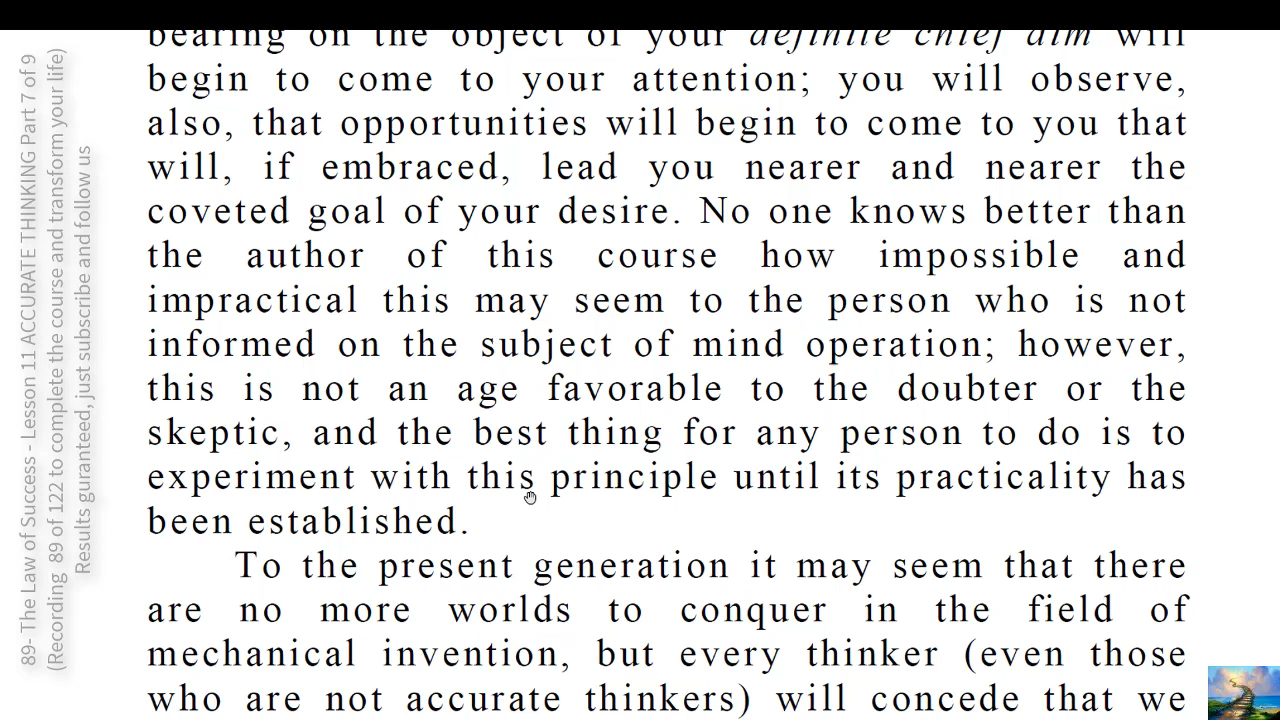 bearing on the object of your definite chief aim will
begin to come to your attention; you will observe,
also, that opportunities will begin to come to you that
will, if embraced, lead you nearer and nearer the
coveted goal of your desire. No one knows better than
the author of this course how impossible and
impractical this may seem to the person who is not
informed on the subject of mind operation; however,
this is not an age favorable to the doubter or the
skeptic, and the best thing for any person to do is to
experiment with this principle until its practicality has
been established.
To the present generation it may seem that there
are no more worlds to conquer in the field of
mechanical invention, but every thinker (even those
who are not accurate thinkers) will concede that we
89- The Law of Success - Lesson 11 ACCURATE THINKING Part 7 of 9
(Recording 89 of 122 to complete the course and transform your life)
Results guranteed, just subscribe and follow us